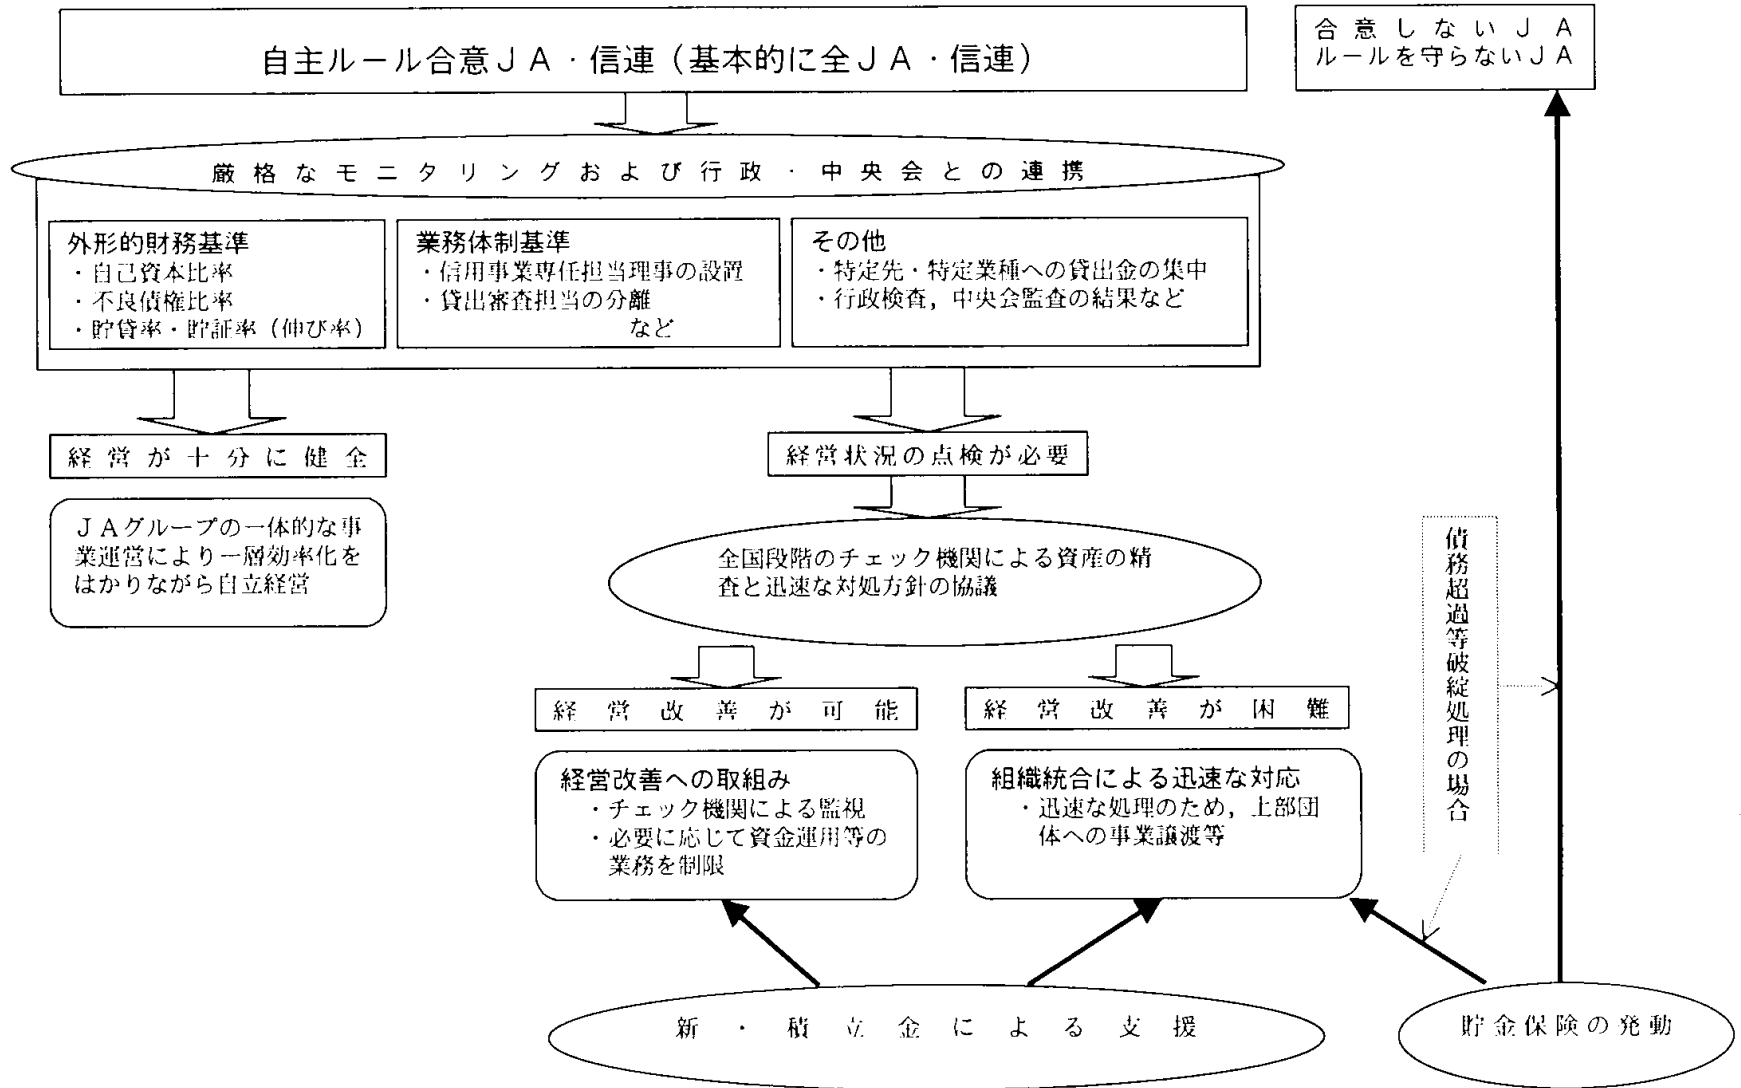 自主ルール合意ＪＡ・信連（基本的に全ＪＡ・信連）
合意しないＪＡ
ルールを守らないＪＡ
厳格なモニタリングおよび行政・中央会との連携
外形的財務基準
・自己資本比率
・不良債権比率
・貯貸率・貯証率（伸び率）
業務体制基準
・信用事業専任担当理事の設置
・貸出審査担当の分離
など
その他
・特定先・特定業種への貸出金の集中
・行政検査，中央会監査の結果など
経営が十分に健全
経営状況の点検が必要
ＪＡグループの一体的な事
業運営により一層効率化を
はかりながら自立経営
全国段階のチェック機関による資産の精
査と迅速な対処方針の協議
債務超過等破綻処理の場合
経営改善が可能
経営改善が困難
経営改善への取組み
・チェック機関による監視
・必要に応じて資金運用等の
業務を制限
組織統合による迅速な対応
・迅速な処理のため，上部団
体への事業譲渡等
新・積立金による支援
貯金保険の発動